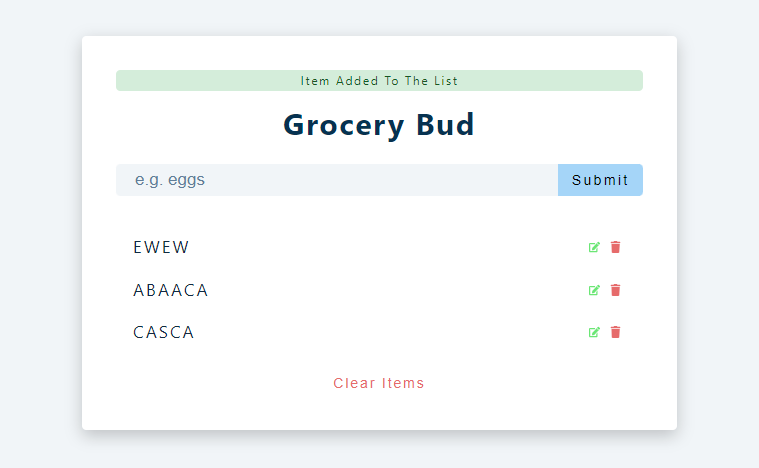 Item Added To The List
Grocery Bud
e.g. eggs
Submit
EWEW
ABAACA
CASCA
Clear Items